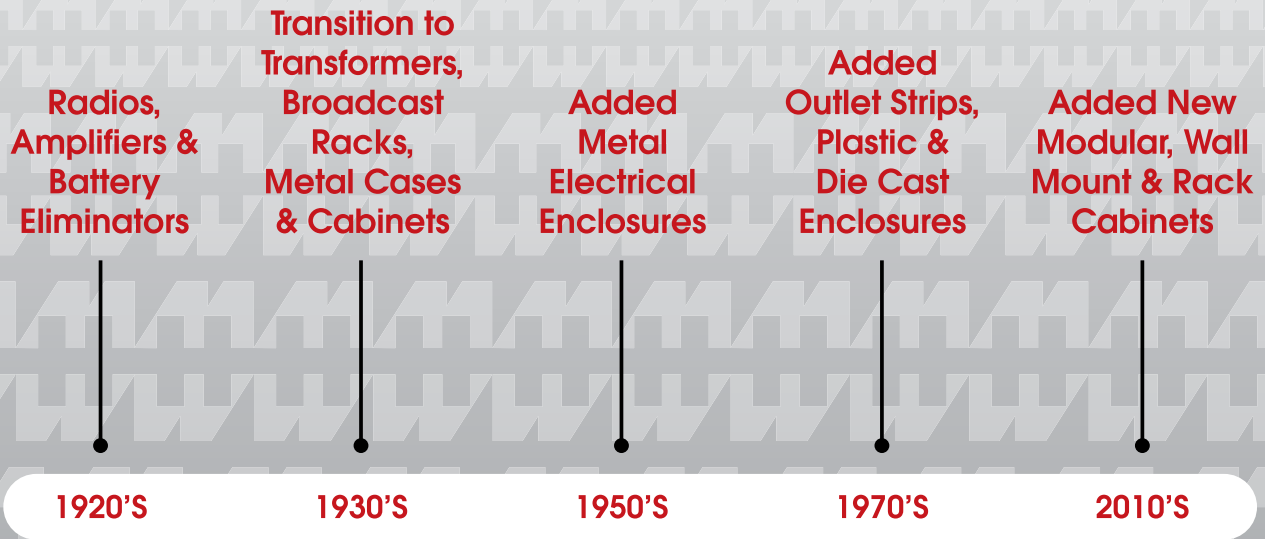 Radios,
Amplifiers &
Battery
Eliminators
Transition to
Transformers,
Broadcast
Racks,
Metal Cases
& Cabinets
Added
Metal
Electrical
Enclosures
Added
Outlet Strips,
Plastic &
Die Cast
Enclosures
Added New
Modular, Wall
Mount & Rack
Cabinets
1920’S
1930’S
1950’S
1970’S
2010’S